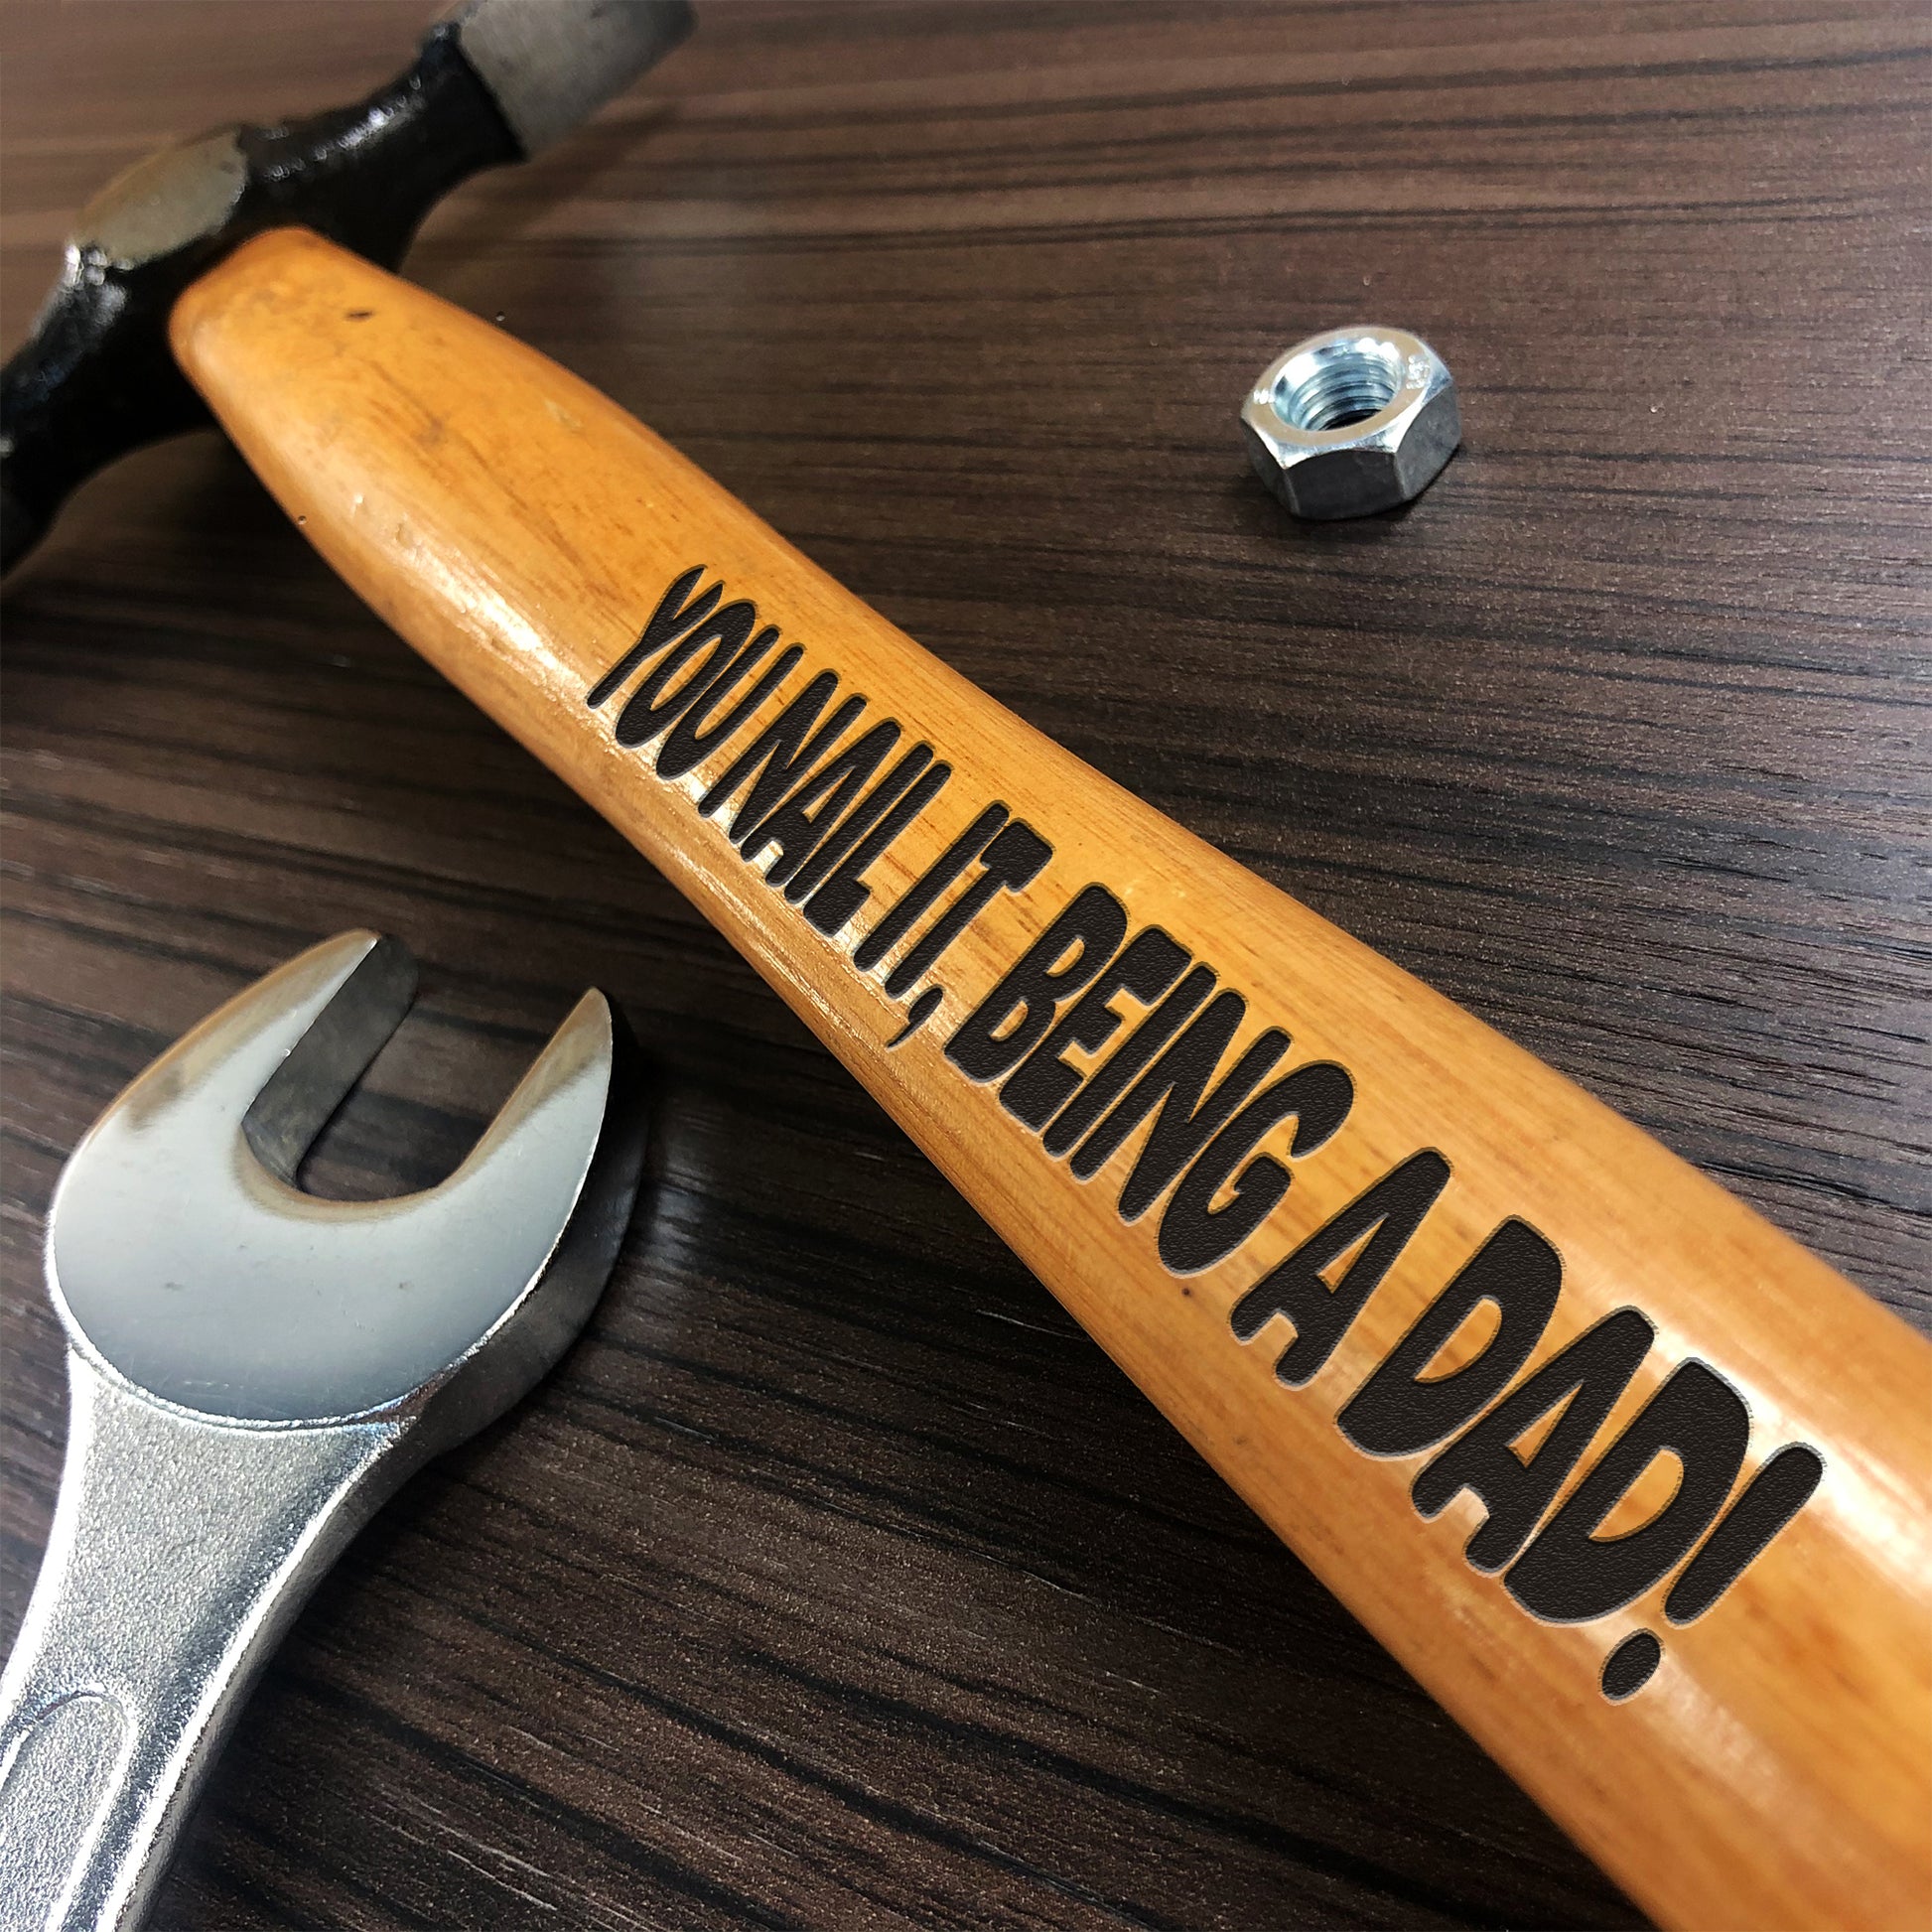 YOU NAIL IT, BEING A DAD!